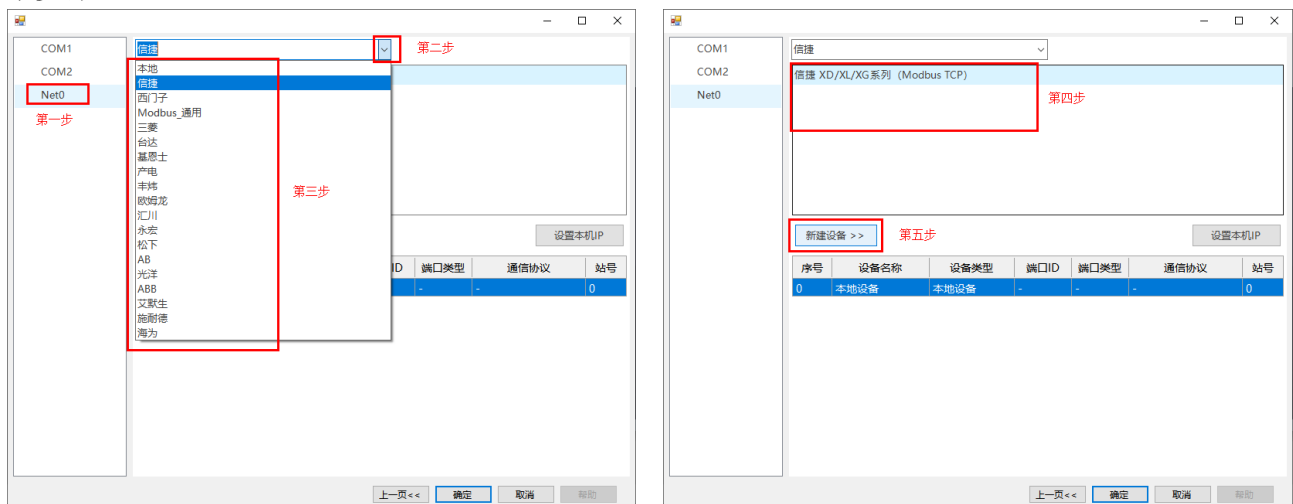 COM1
COM2
Net0
第一步
信捷
第二步
本地
信捷
西门子
Modbus_通用
三菱
台达
基恩士
产电
丰炜
欧姆龙
汇川
永宏
松下
AB
光洋
ABB
艾默生
施耐德
海为
第三步
设置本机IP
ID 端口类型 通信协议 站号
- - 0
上一页<< 确定 取消 帮助
COM1
COM2
Net0
信捷
信捷 XD/XL/XG系列（Modbus TCP）
第四步
新建设备 >> 第五步 设置本机IP
序号 设备名称 设备类型 端口ID 端口类型 通信协议 站号
0 本地设备 本地设备 - - - 0
上一页<< 确定 取消 帮助